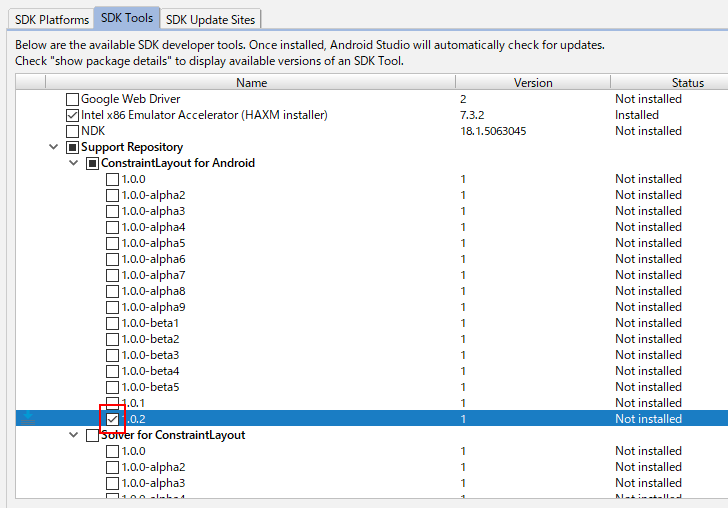 SDK Platforms SDK Tools SDK Update Sites
Below are the available SDK developer tools. Once installed, Android Studio will automatically check for updates.
Check "show package details" to display available versions of an SDK Tool.
Name Version Status
Google Web Driver 2 Not installed
Intel x86 Emulator Accelerator (HAXM installer) 7.3.2 Installed
NDK 18.1.5063045 Not installed
Support Repository
ConstraintLayout for Android
1.0.0 1 Not installed
1.0.0-alpha2 1 Not installed
1.0.0-alpha3 1 Not installed
1.0.0-alpha4 1 Not installed
1.0.0-alpha5 1 Not installed
1.0.0-alpha6 1 Not installed
1.0.0-alpha7 1 Not installed
1.0.0-alpha8 1 Not installed
1.0.0-alpha9 1 Not installed
1.0.0-beta1 1 Not installed
1.0.0-beta2 1 Not installed
1.0.0-beta3 1 Not installed
1.0.0-beta4 1 Not installed
1.0.0-beta5 1 Not installed
1.0.1 1 Not installed
1.0.2 1 Not installed
Solver for ConstraintLayout
1.0.0 1 Not installed
1.0.0-alpha2 1 Not installed
1.0.0-alpha3 1 Not installed
1.0.0-alpha4 1 Not installed